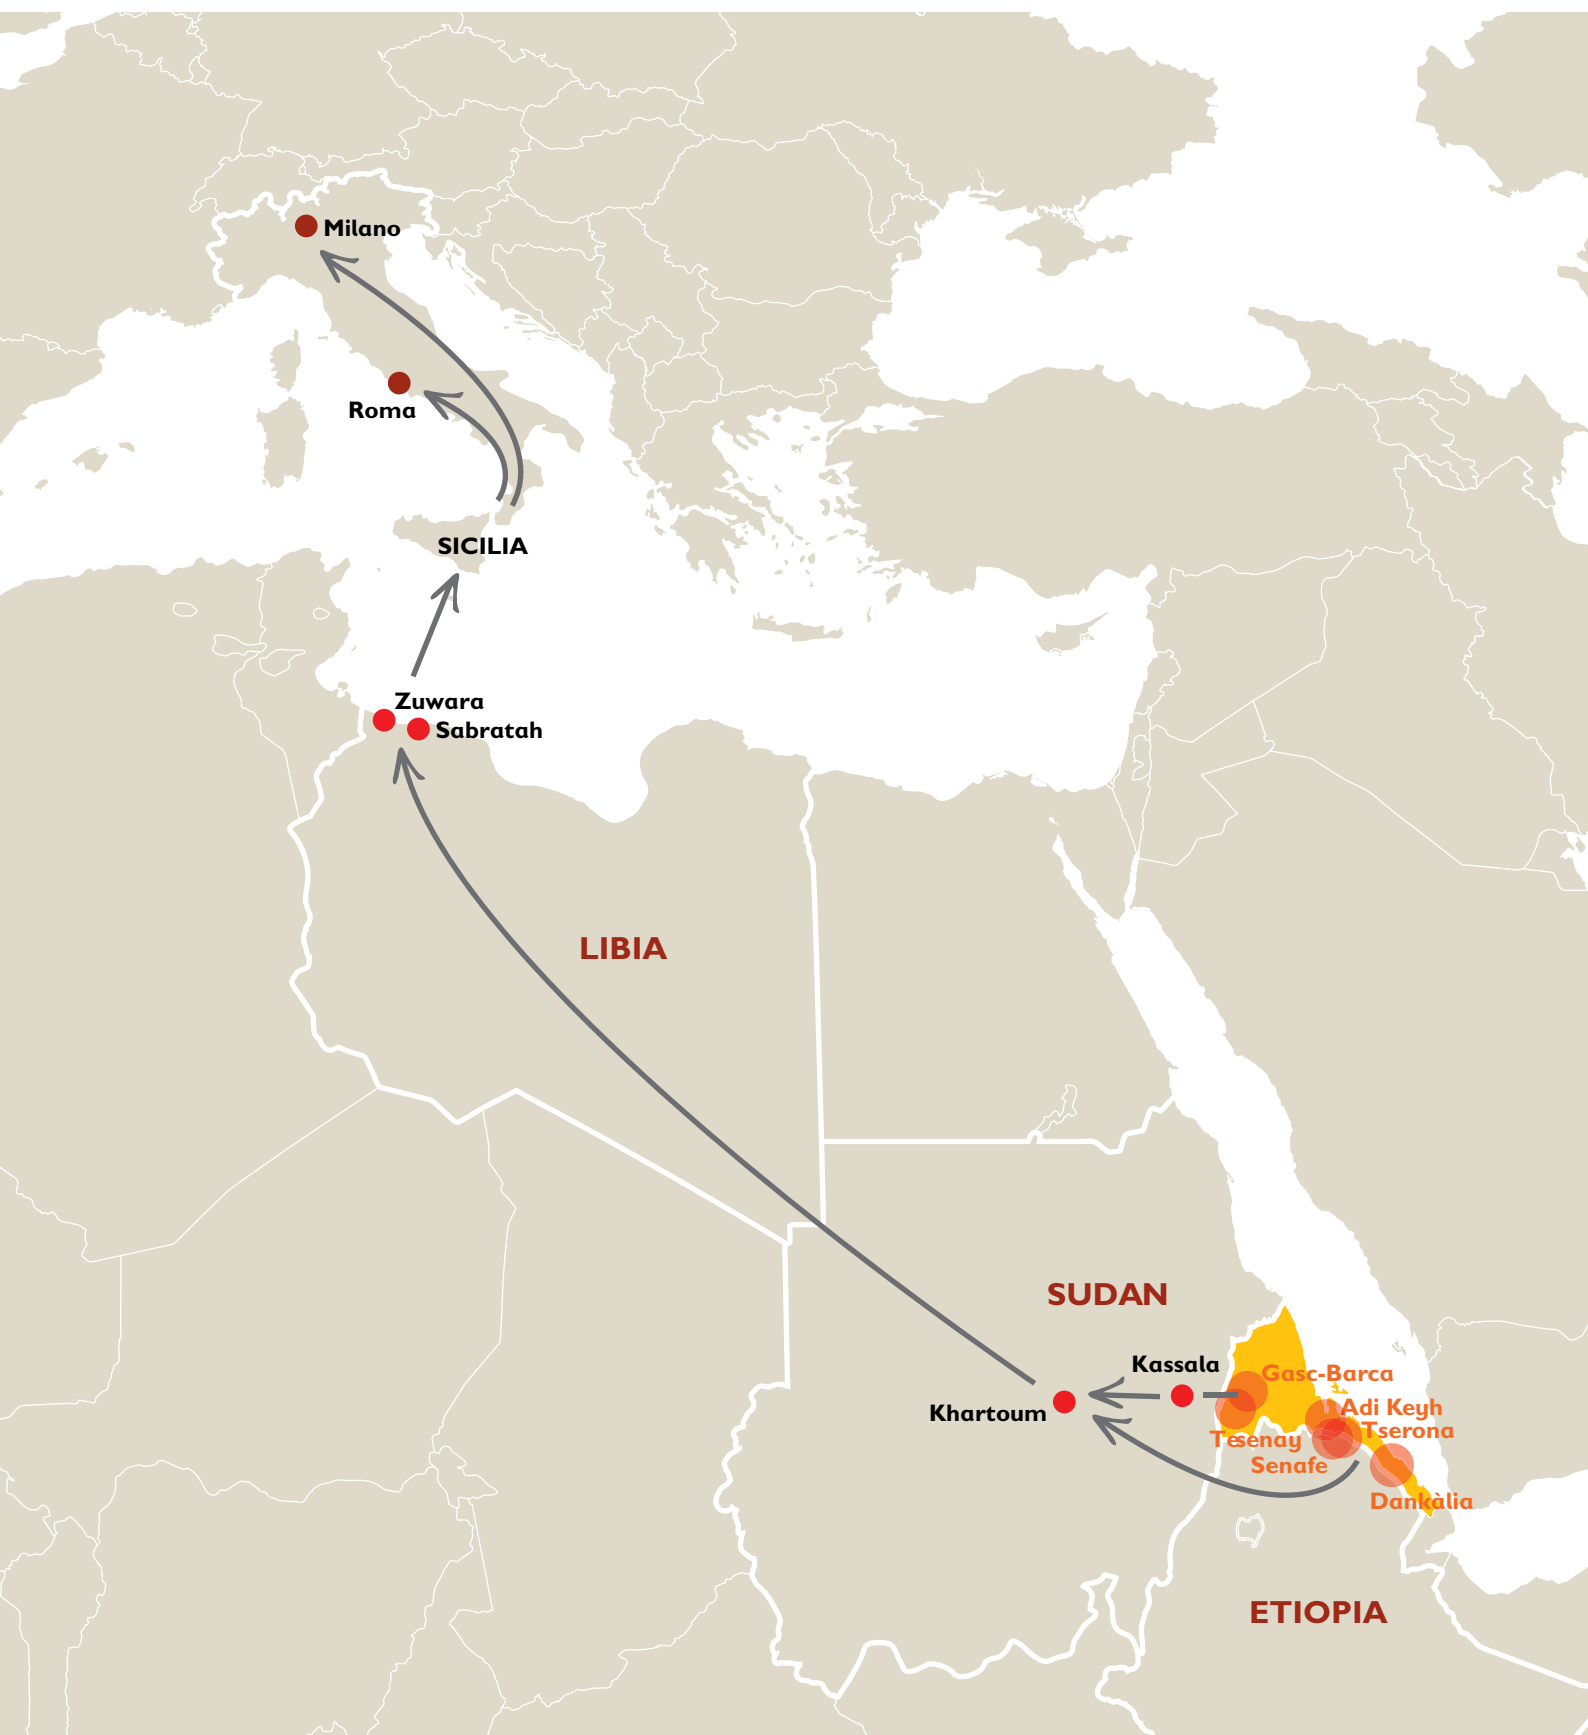 Milano
Roma
SICILIA
Zuwara
Sabratah
LIBIA
SUDAN
Kassala
Gasc-Barca
Khartoum
Adi Keyh
Tserona
Tesenay
Senafe
Dankàlia
ETIOPIA